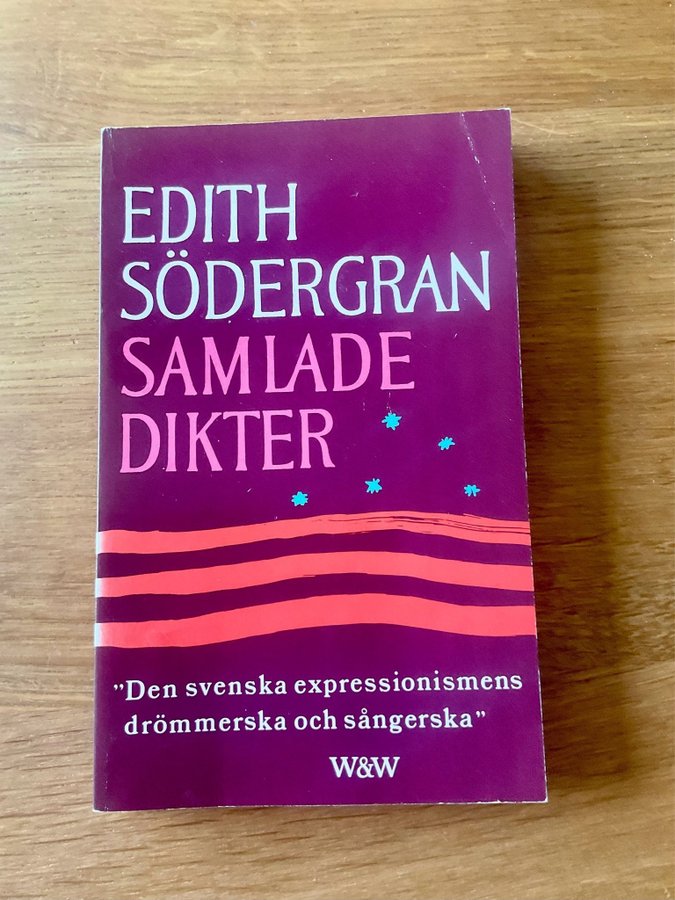 EDITH
SÖDERGRAN
SAMLADE
DIKTER
”Den svenska expressionismens
drömmerska och sångerska”
W&W